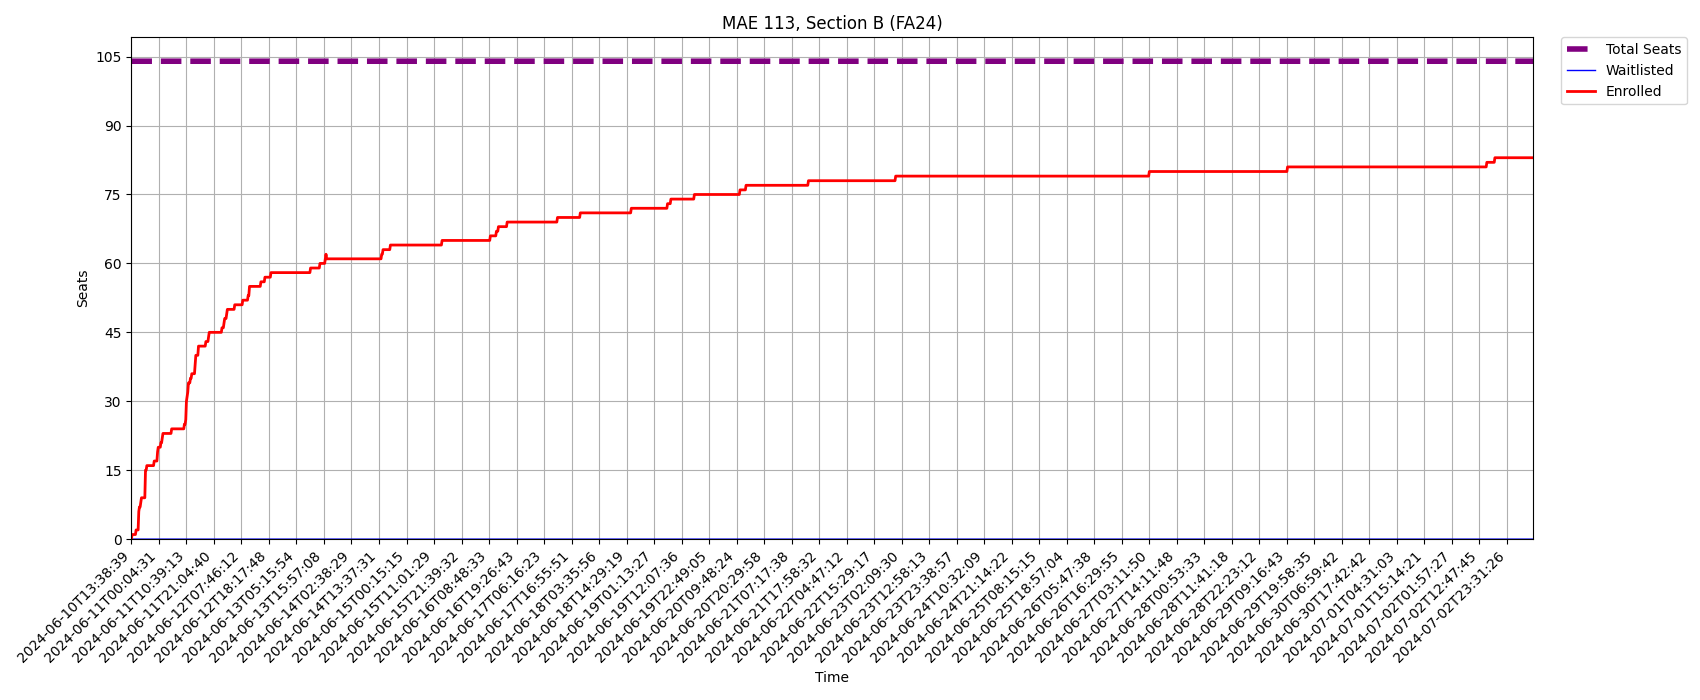 MAE 113, Section B (FA24)
Total Seats
Waitlisted
Enrolled
Seats
105
90
75
60
45
30
15
0
2024-06-10T13:38:39
2024-06-11T00:04:31
2024-06-11T10:39:13
2024-06-11T21:04:40
2024-06-12T07:46:12
2024-06-12T18:17:48
2024-06-13T05:15:54
2024-06-13T15:57:08
2024-06-14T02:38:29
2024-06-14T13:37:31
2024-06-15T00:15:15
2024-06-15T11:01:29
2024-06-15T21:39:32
2024-06-16T08:48:33
2024-06-16T19:26:43
2024-06-17T06:16:23
2024-06-17T16:55:51
2024-06-18T03:35:56
2024-06-18T14:29:19
2024-06-19T01:13:27
2024-06-19T12:07:36
2024-06-19T22:49:05
2024-06-20T09:48:24
2024-06-20T20:29:58
2024-06-21T07:17:38
2024-06-21T17:58:32
2024-06-22T04:47:12
2024-06-22T15:29:17
2024-06-23T02:09:30
2024-06-23T12:58:13
2024-06-23T23:38:57
2024-06-24T10:32:09
2024-06-24T21:14:22
2024-06-25T08:15:15
2024-06-25T18:57:04
2024-06-26T05:47:38
2024-06-26T16:29:55
2024-06-27T03:11:50
2024-06-27T14:11:48
2024-06-28T00:53:33
2024-06-28T11:41:18
2024-06-28T22:23:12
2024-06-29T09:16:43
2024-06-29T19:58:35
2024-06-30T06:59:42
2024-06-30T17:42:42
2024-07-01T04:31:03
2024-07-01T15:14:21
2024-07-02T01:57:27
2024-07-02T12:47:45
2024-07-02T23:31:26
Time